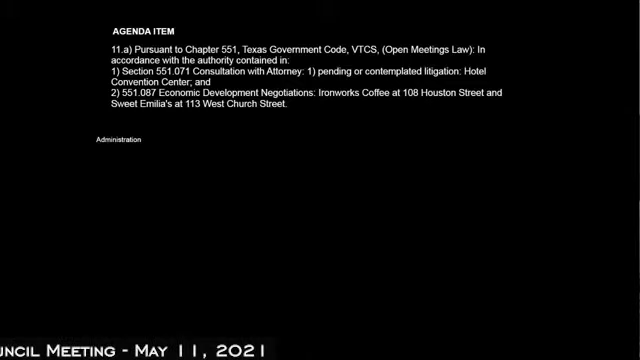 AGENDA ITEM
11.a) Pursuant to Chapter 551, Texas Government Code, VTCS, (Open Meetings Law): In
accordance with the authority contained in:
1) Section 551.071 Consultation with Attorney: 1) pending or contemplated litigation: Hotel
Convention Center; and
2) 551.087 Economic Development Negotiations: Ironworks Coffee at 108 Houston Street and
Sweet Emilia's at 113 West Church Street.
Administration
UNCIL MEETING - MAY 11, 2021